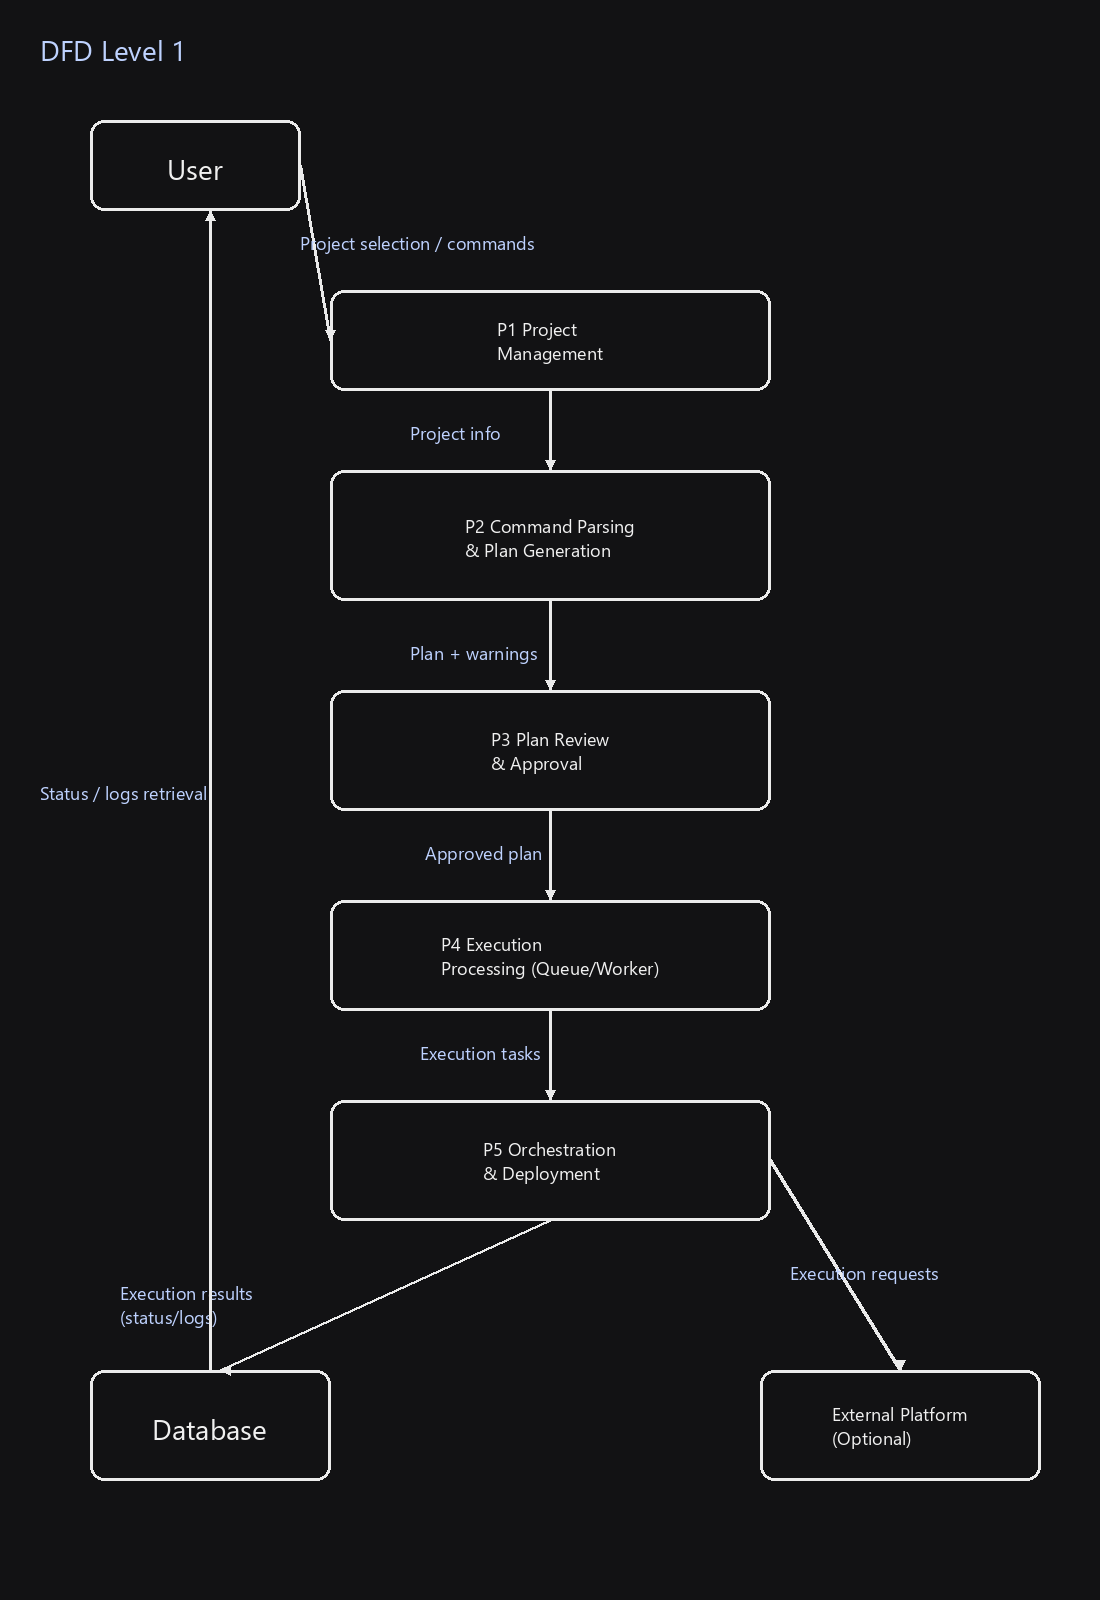 DFD Level 1
User
Project selection / commands
P1 Project
Management
Project info
P2 Command Parsing
& Plan Generation
Plan + warnings
P3 Plan Review
& Approval
Status / logs retrieval
Approved plan
P4 Execution
Processing (Queue/Worker)
Execution tasks
P5 Orchestration
& Deployment
Execution requests
Execution results
(status/logs)
Database
External Platform
(Optional)